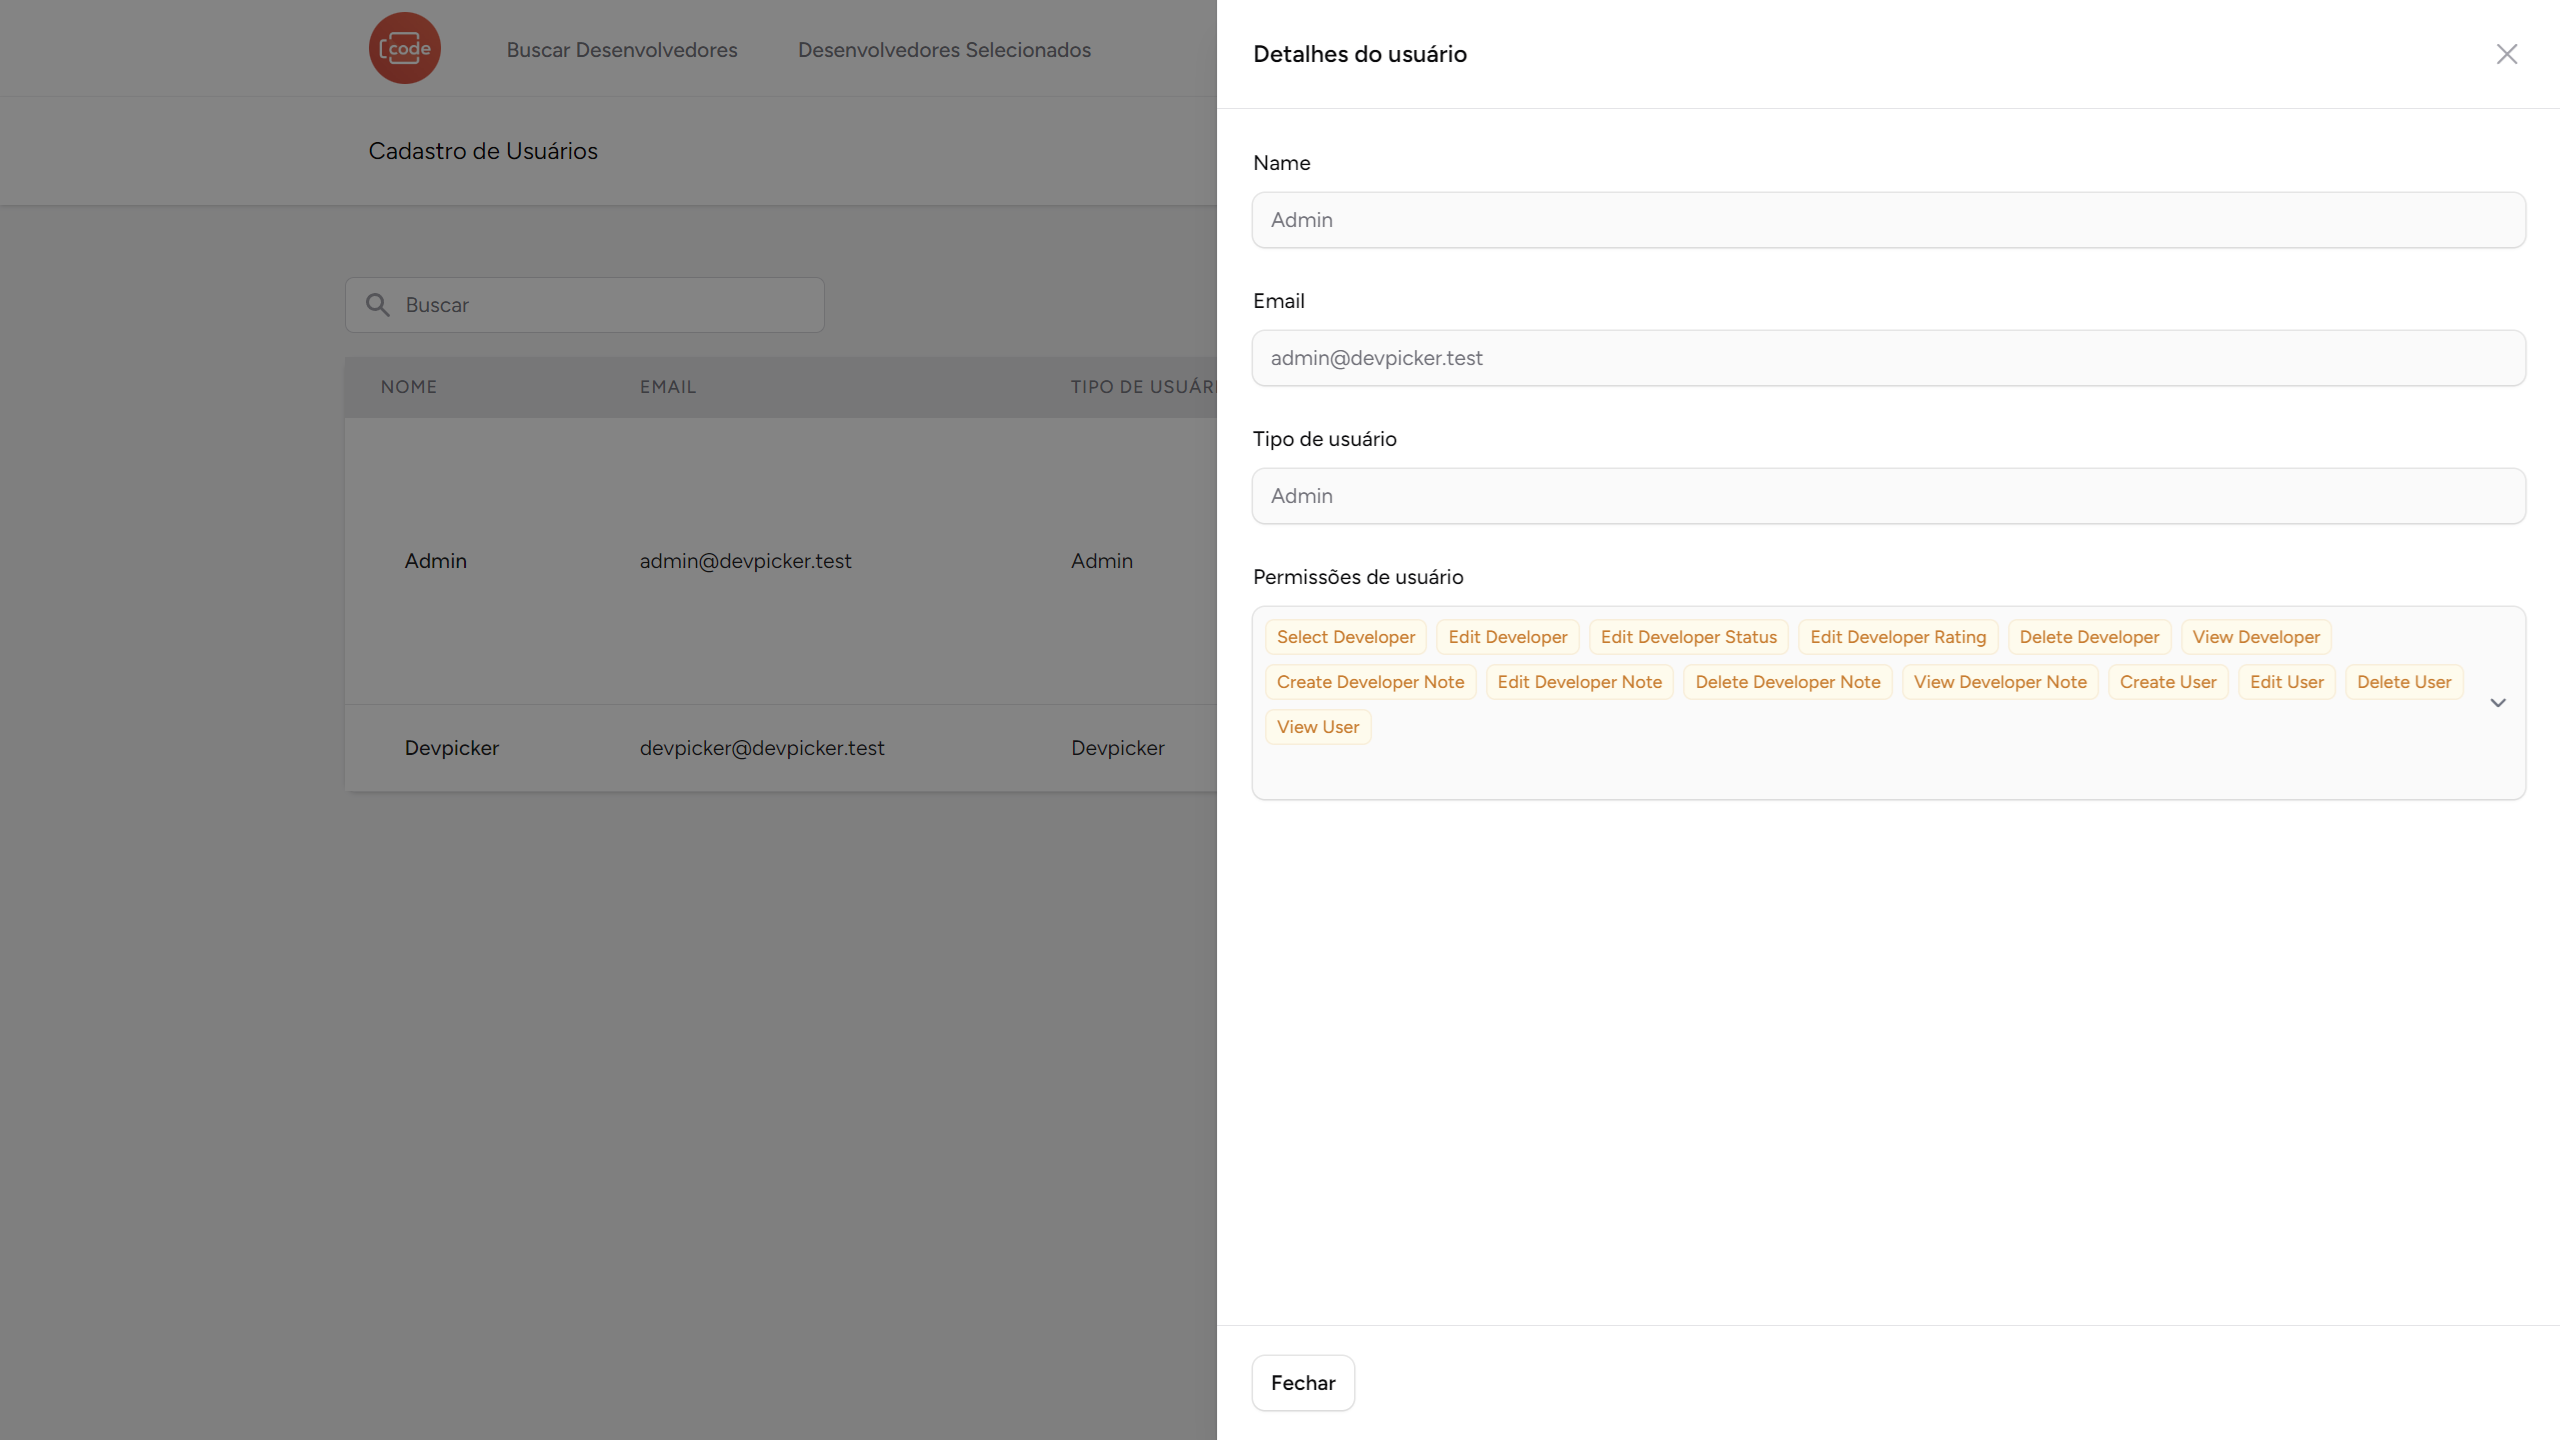 code
Buscar Desenvolvedores
Desenvolvedores Selecionados
Cadastro de Usuários
Buscar
NOME EMAIL TIPO DE USUÁRI
Admin admin@devpicker.test Admin
Devpicker devpicker@devpicker.test Devpicker
Detalhes do usuário
Name
Admin
Email
admin@devpicker.test
Tipo de usuário
Admin
Permissões de usuário
Select Developer Edit Developer Edit Developer Status Edit Developer Rating Delete Developer View Developer
Create Developer Note Edit Developer Note Delete Developer Note View Developer Note Create User Edit User Delete User
View User
Fechar